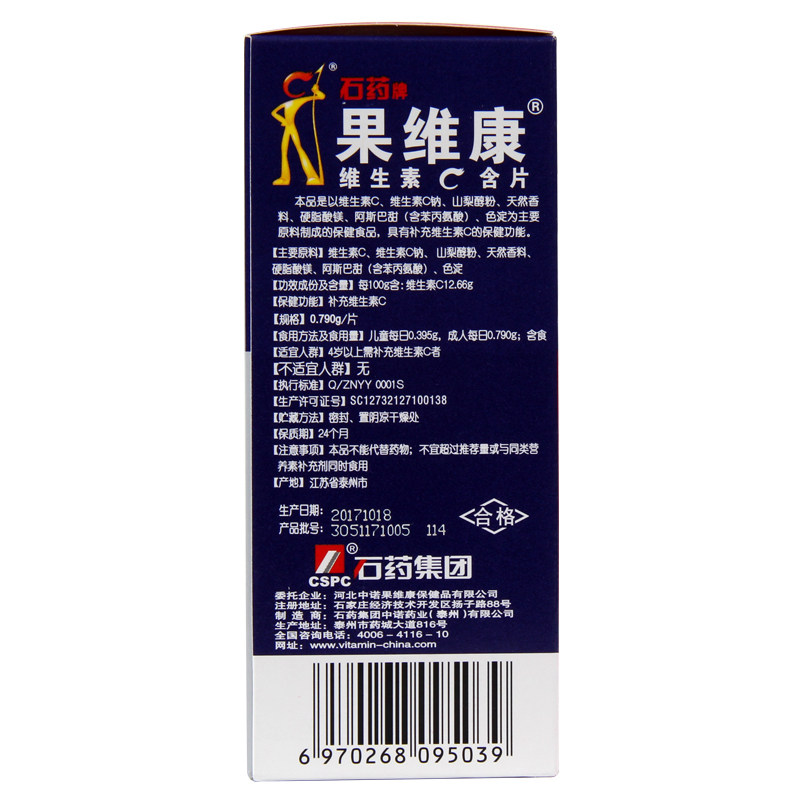 ®
石药牌
果维康®
维生素C含片
本品是以维生素C、维生素C钠、山梨醇粉、天然香
料、硬脂酸镁、阿斯巴甜(含苯丙氨酸)、色淀为主要
原料制成的保健食品,具有补充维生素C的保健功能。
【主要原料】维生素C、维生素C钠、山梨醇粉、天然香料、
硬脂酸镁、阿斯巴甜(含苯丙氨酸)、色淀
【功效成份及含量】每100g含:维生素C12.66g
【保健功能】补充维生素C
【规格】0.790g/片
【食用方法及食用量】儿童每日0.395g,成人每日0.790g;含食
【适宜人群】4岁以上需补充维生素C者
【不适宜人群】无
【执行标准】Q/ZNYY 0001S
【生产许可证号】SC12732127100138
【贮藏方法】密封、置阴凉干燥处
【保质期】24个月
【注意事项】本品不能代替药物;不宜超过推荐量或与同类营
养素补充剂同时食用
【产地】江苏省泰州市
生产日期:20171018
产品批号:3051171005 114
合格
CSPC® 石药集团
委托企业:河北中诺果维康保健品有限公司
注册地址:石家庄经济技术开发区扬子路88号
制造商:石药集团中诺药业(泰州)有限公司
生产地址:泰州市药城大道816号
全国咨询电话:4006-4116-10
网址:www.vitamin-china.com
6 970268 095039